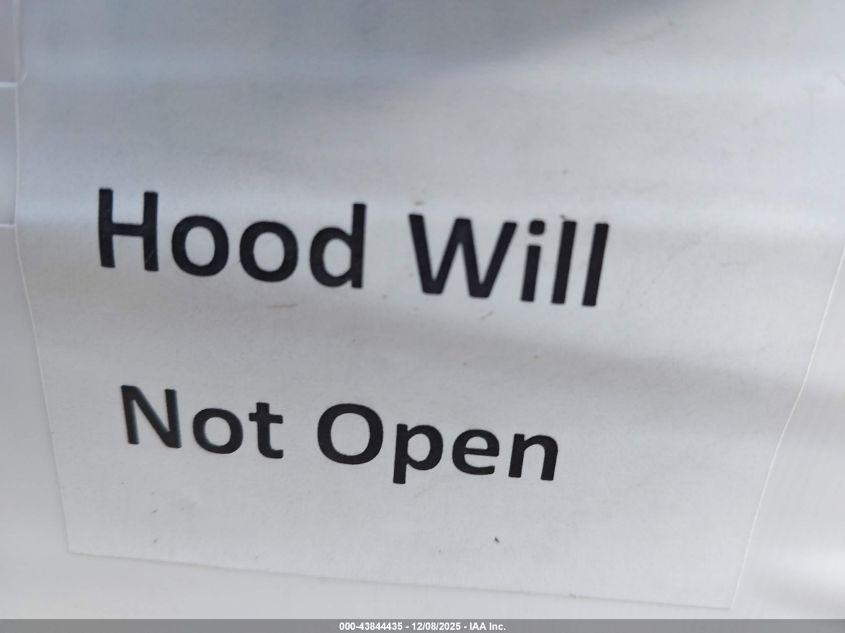 Hood Will
Not Open
000-43844435 - 12/08/2025 - IAA Inc.